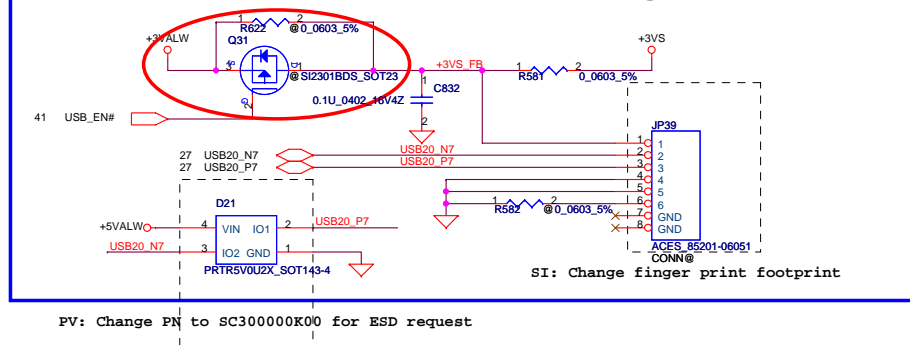 1 R622 2
@0_0603_5%
+3VALW
Q31
+3VS
S
D
3
1
@SI2301BDS_SOT23
+3VS_FB
1 R581 2
0_0603_5%
G
2
1
C832
0.1U_0402_16V4Z
2
41 USB_EN#
JP39
1 1
27 USB20_N7
USB20_N7
2 2
27 USB20_P7
USB20_P7
3 3
4 4
5 5
1 R582 2
@0_0603_5%
6 6
7 GND
8 GND
D21
+5VALW
4 VIN IO1 2
USB20_P7
USB20_N7
3 IO2 GND 1
PRTR5V0U2X_SOT143-4
ACES_85201-06051
CONN@
SI: Change finger print footprint
PV: Change PN to SC300000K00 for ESD request